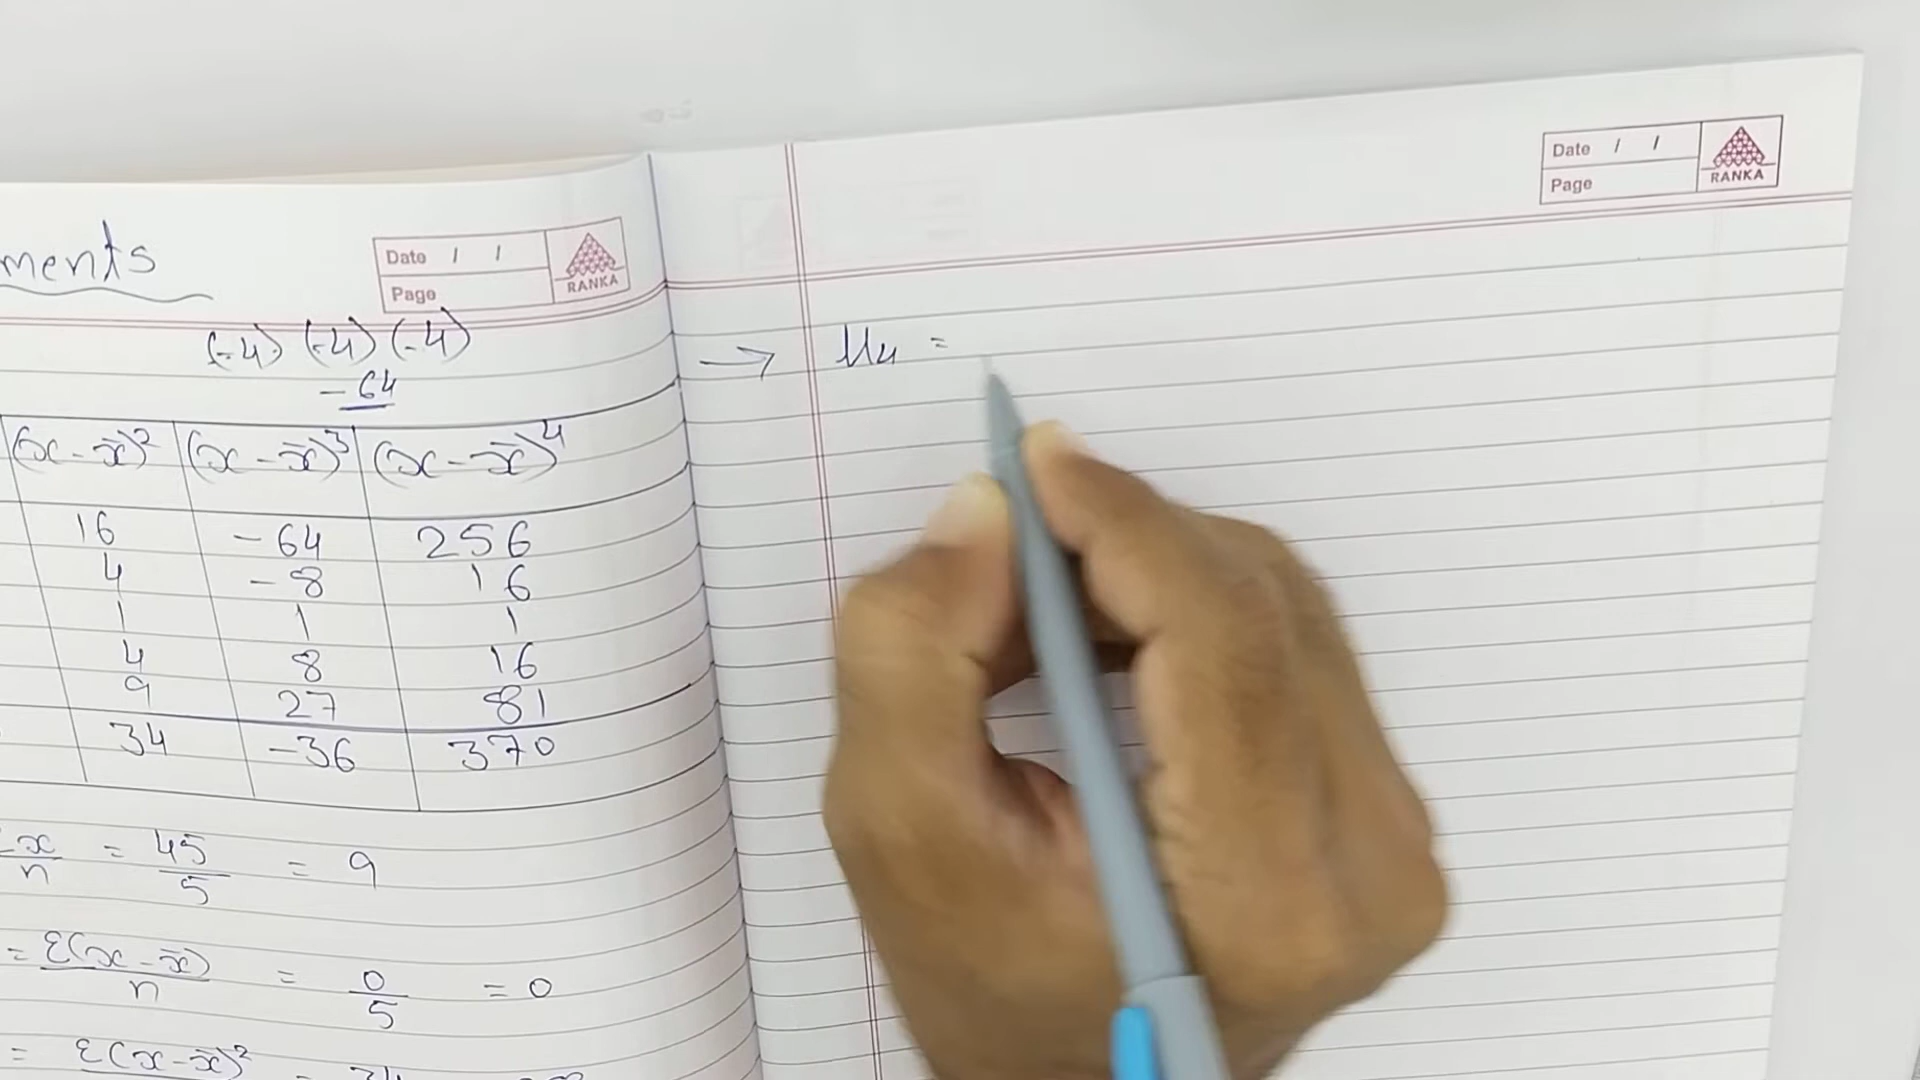 ments
Date / /
Page
RANKA
(-4) (-4) (-4)
-64
(x-x̄)² (x-x̄)³ (x-x̄)⁴
16 -64 256
4 -8 16
1 1 1
4 8 16
9 27 81
34 -36 370
Σx/n = 45/5 = 9
= Σ(x-x̄)/n = 0/5 = 0
= Σ(x-x̄)² = 34
Date / /
Page
RANKA
→ μ₄ =